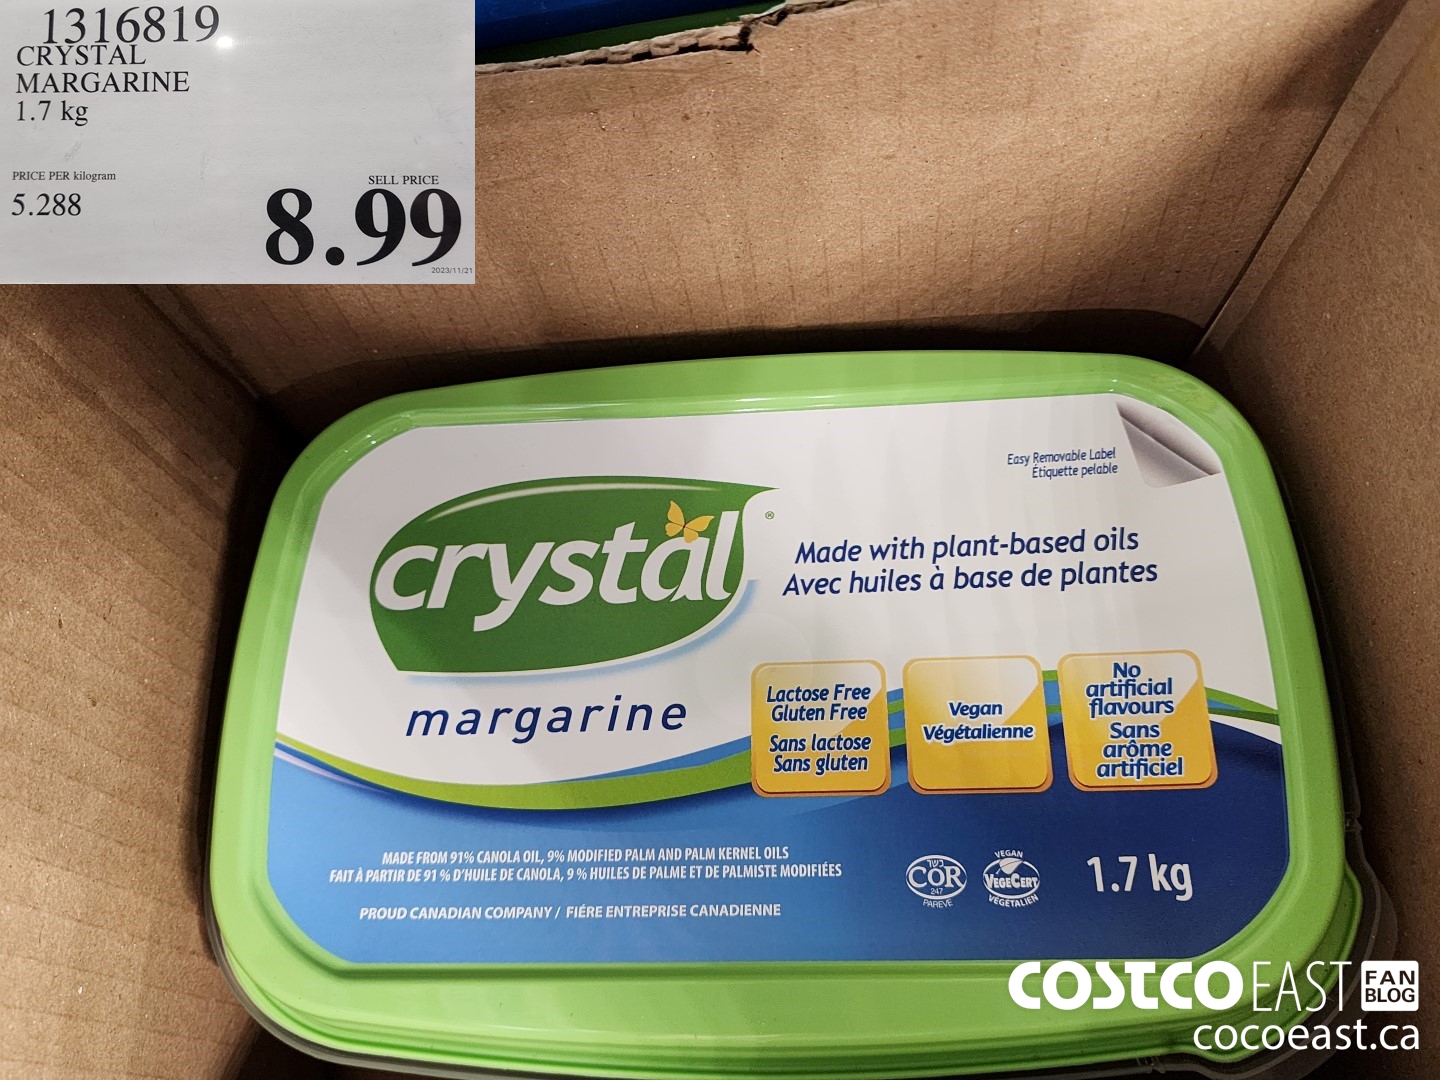 1316819
CRYSTAL
MARGARINE
1.7 kg
PRICE PER kilogram
5.288
SELL PRICE
8.99
2023/11/21
Easy Removable Label
Étiquette pelable
crystal®
margarine
Made with plant-based oils
Avec huiles à base de plantes
Lactose Free
Gluten Free
Sans lactose
Sans gluten
Vegan
Végétalienne
No
artificial
flavours
Sans
arôme
artificiel
MADE FROM 91% CANOLA OIL, 9% MODIFIED PALM AND PALM KERNEL OILS
FAIT À PARTIR DE 91 % D'HUILE DE CANOLA, 9 % HUILES DE PALME ET DE PALMISTE MODIFIÉES
PROUD CANADIAN COMPANY / FIÉRE ENTREPRISE CANADIENNE
כשר
COR
247
PAREVE
VEGAN
VEGECERT
VÉGÉTALIEN
1.7 kg
COSTCO EAST FAN
BLOG
cocoeast.ca